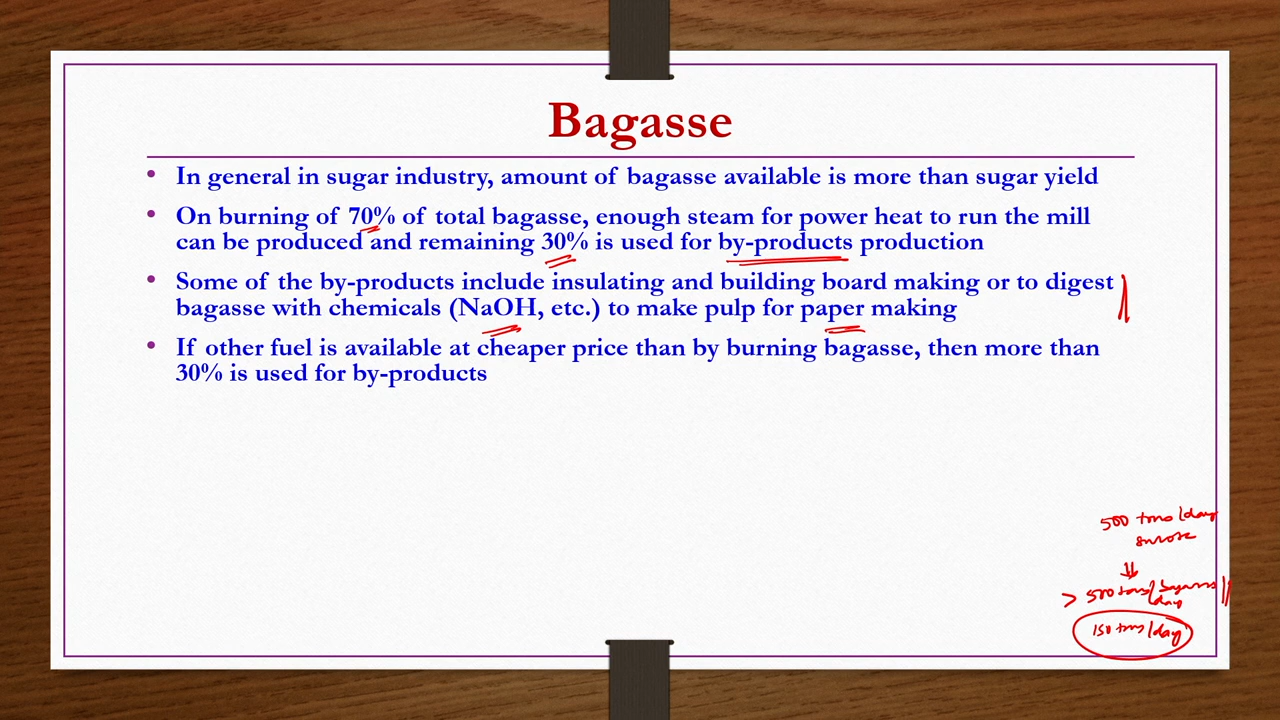 Bagasse
• In general in sugar industry, amount of bagasse available is more than sugar yield
• On burning of 70% of total bagasse, enough steam for power heat to run the mill
can be produced and remaining 30% is used for by-products production
• Some of the by-products include insulating and building board making or to digest
bagasse with chemicals (NaOH, etc.) to make pulp for paper making
• If other fuel is available at cheaper price than by burning bagasse, then more than
30% is used for by-products
500 tons/day
> 500 tons/
day
150 tons/day